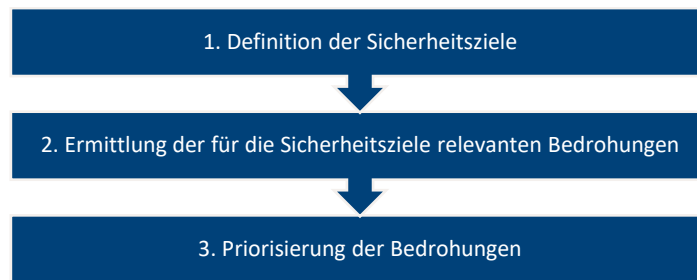 1. Definition der Sicherheitsziele
2. Ermittlung der für die Sicherheitsziele relevanten Bedrohungen
3. Priorisierung der Bedrohungen